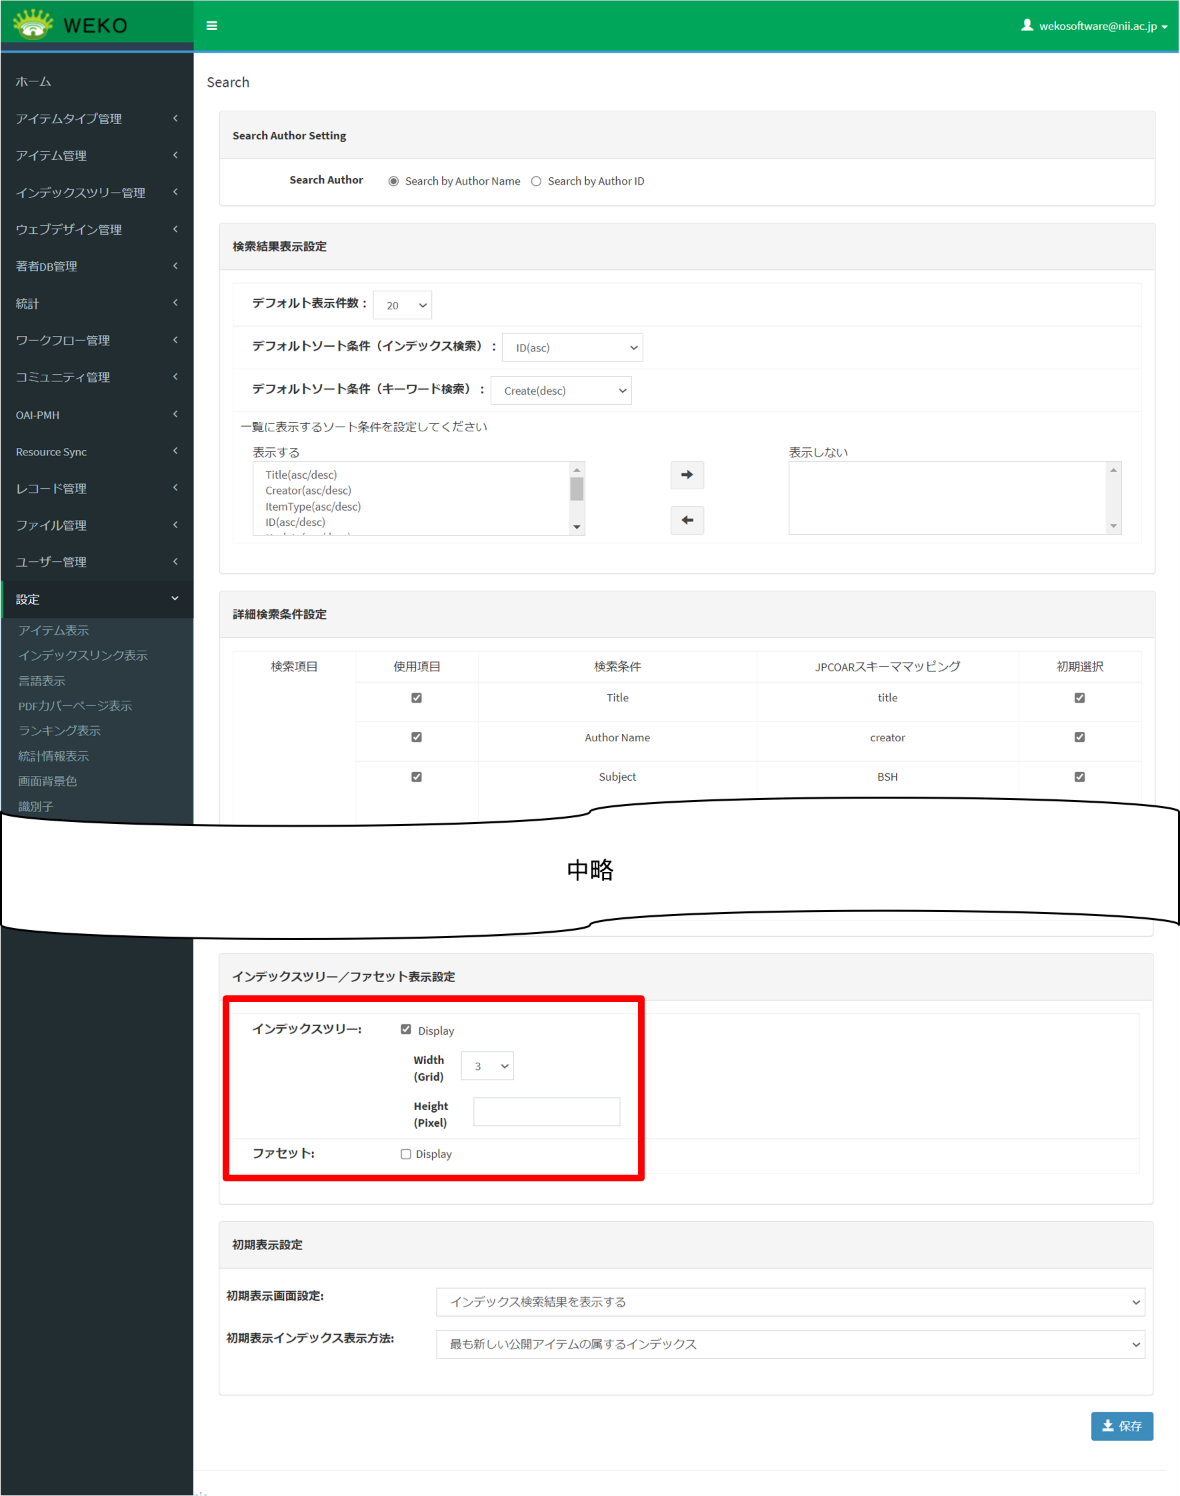 WEKO
wekosoftware@nii.ac.jp
ホーム
アイテムタイプ管理
アイテム管理
インデックスツリー管理
ウェブデザイン管理
著者DB管理
統計
ワークフロー管理
コミュニティ管理
OAI-PMH
Resource Sync
レコード管理
ファイル管理
ユーザー管理
設定
アイテム表示
インデックスリンク表示
言語表示
PDFカバーページ表示
ランキング表示
統計情報表示
画面背景色
識別子
Search
Search Author Setting
Search Author Search by Author Name Search by Author ID
検索結果表示設定
デフォルト表示件数： 20
デフォルトソート条件（インデックス検索）： ID(asc)
デフォルトソート条件（キーワード検索）： Create(desc)
一覧に表示するソート条件を設定してください
表示する 表示しない
Title(asc/desc)
Creator(asc/desc)
ItemType(asc/desc)
ID(asc/desc)
詳細検索条件設定
検索項目 使用項目 検索条件 JPCOARスキーママッピング 初期選択
Title title
Author Name creator
Subject BSH
中略
インデックスツリー／ファセット表示設定
インデックスツリー: Display
Width
(Grid) 3
Height
(Pixel)
ファセット: Display
初期表示設定
初期表示画面設定: インデックス検索結果を表示する
初期表示インデックス表示方法: 最も新しい公開アイテムの属するインデックス
保存